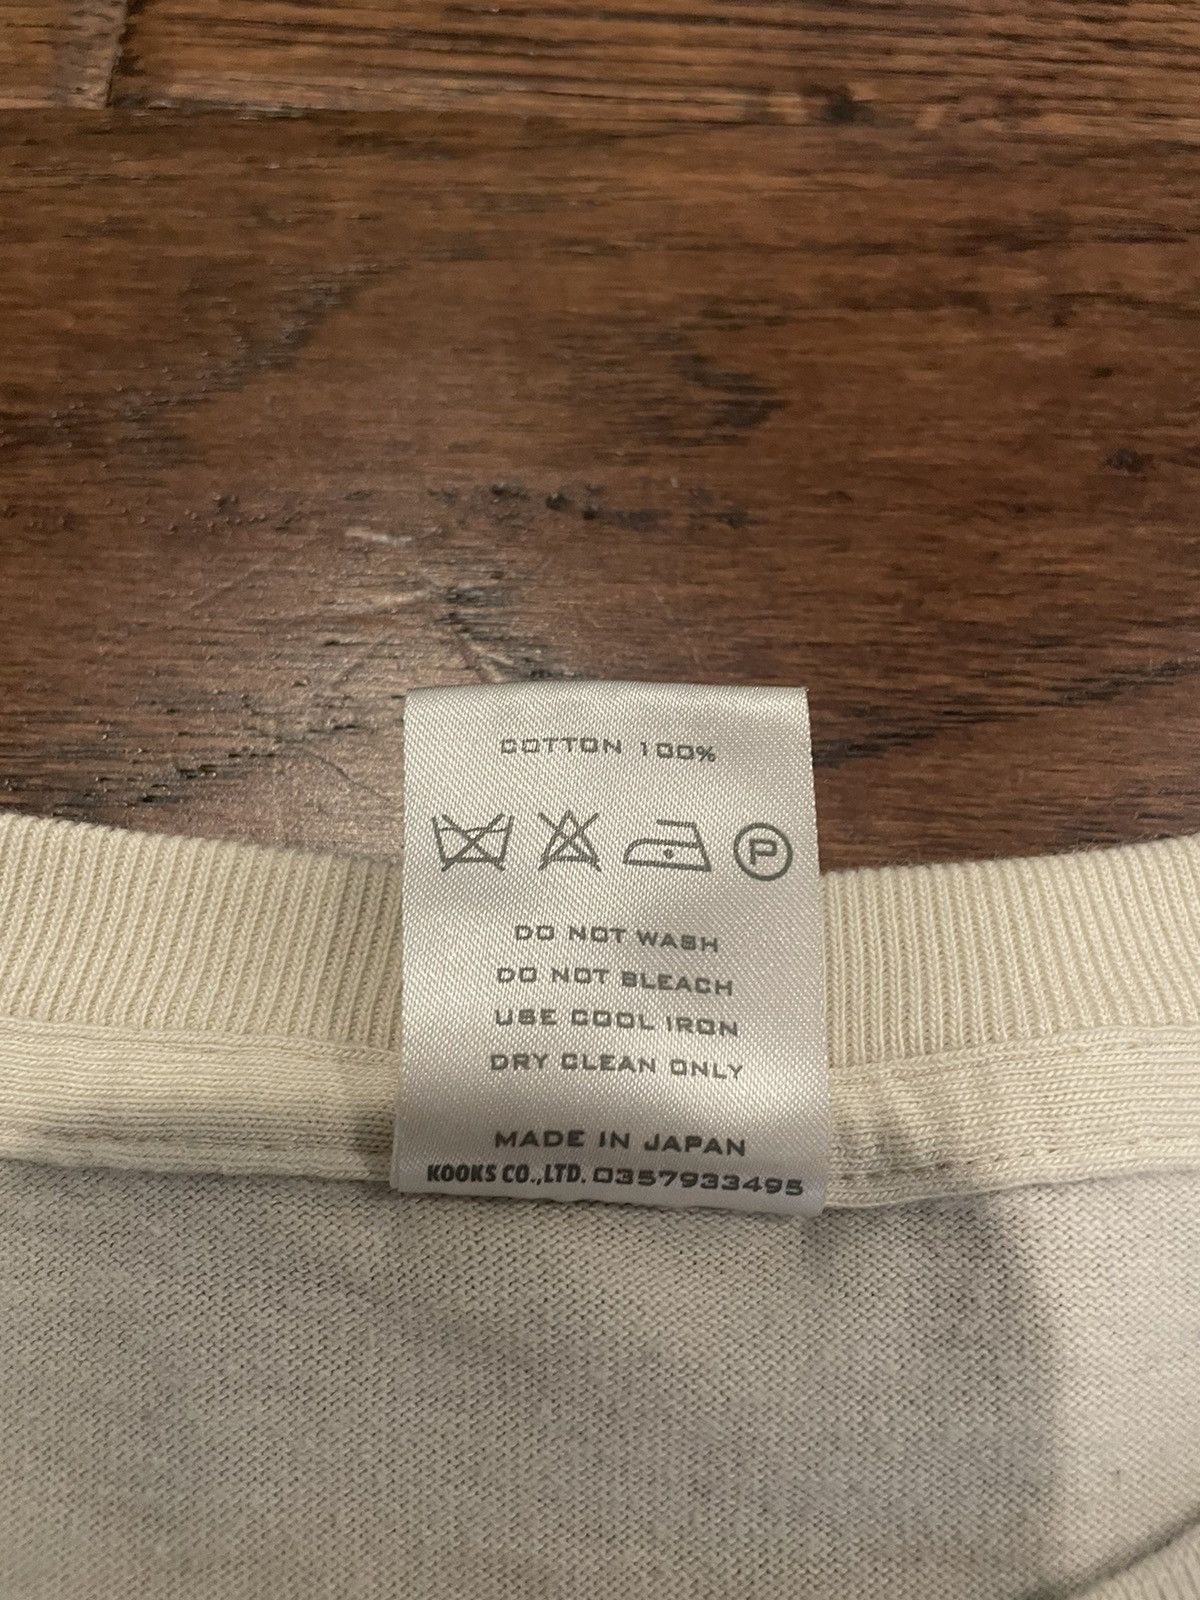 COTTON 100%
P
DO NOT WASH
DO NOT BLEACH
USE COOL IRON
DRY CLEAN ONLY
MADE IN JAPAN
KOOKS CO.,LTD. 0357933495